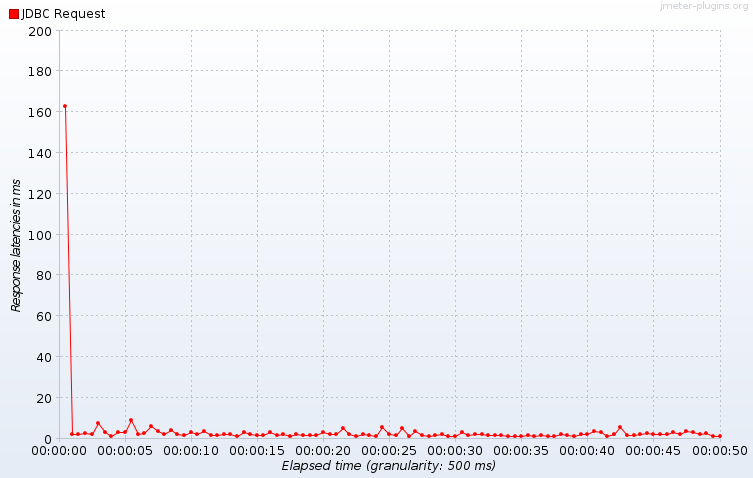 jmeter-plugins.org
JDBC Request
200
180
160
140
120
100
80
60
40
20
0
Response latencies in ms
00:00:00 00:00:05 00:00:10 00:00:15 00:00:20 00:00:25 00:00:30 00:00:35 00:00:40 00:00:45 00:00:50
Elapsed time (granularity: 500 ms)